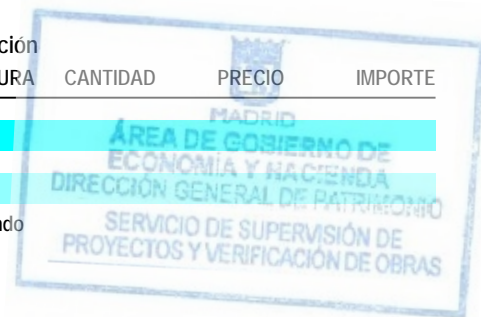 ción
URA CANTIDAD PRECIO IMPORTE
MADRID
ÁREA DE GOBIERNO DE
ECONOMÍA Y HACIENDA
DIRECCIÓN GENERAL DE PATRIMONIO
ndo
SERVICIO DE SUPERVISIÓN DE
PROYECTOS Y VERIFICACIÓN DE OBRAS